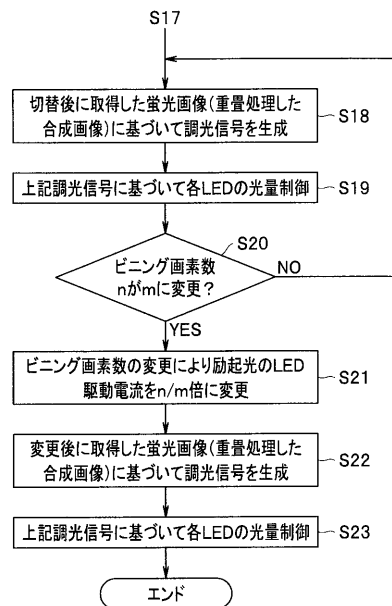 S17
切替後に取得した蛍光画像(重畳処理した
合成画像)に基づいて調光信号を生成
S18
上記調光信号に基づいて各LEDの光量制御
S19
S20
ビニング画素数
nがmに変更?
NO
YES
ビニング画素数の変更により励起光のLED
駆動電流をn/m倍に変更
S21
変更後に取得した蛍光画像(重畳処理した
合成画像)に基づいて調光信号を生成
S22
上記調光信号に基づいて各LEDの光量制御
S23
エンド